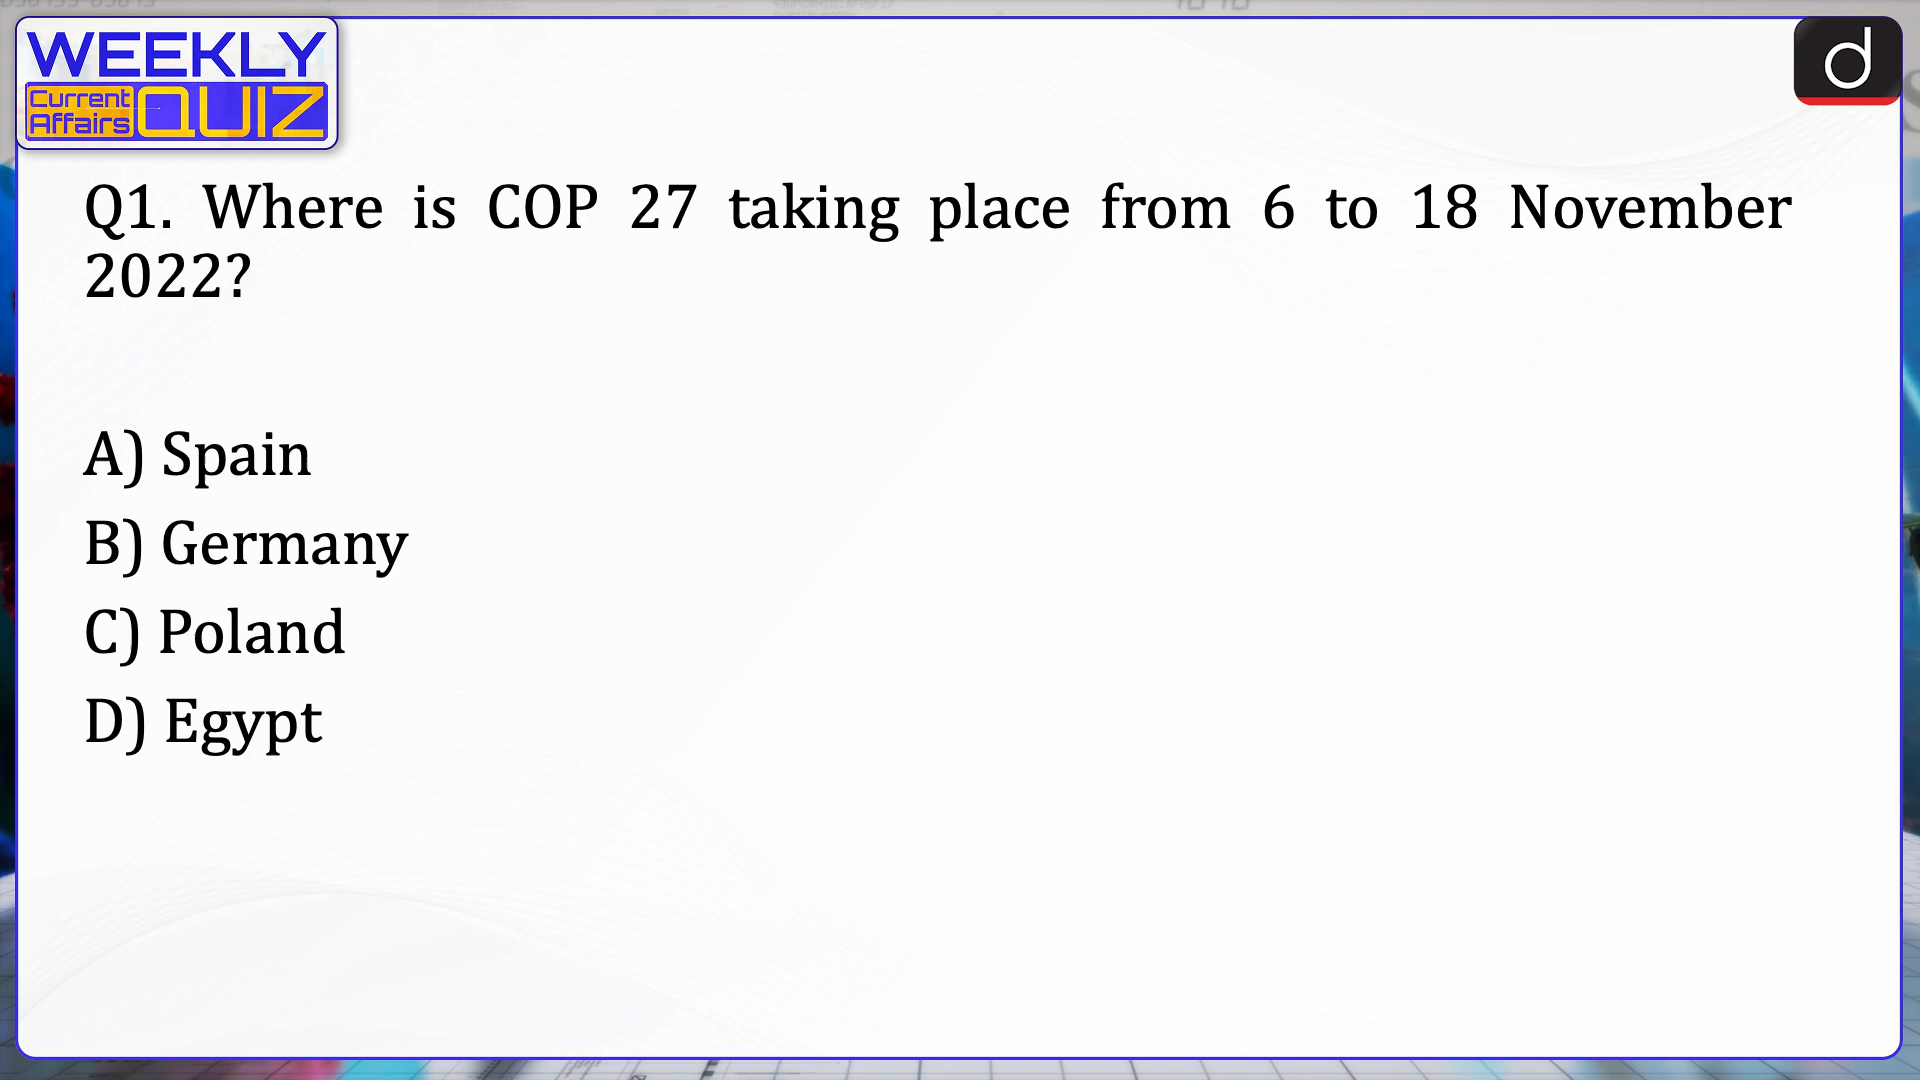 WEEKLY
Current
Affairs
QUIZ
d
Q1. Where is COP 27 taking place from 6 to 18 November
2022?
A) Spain
B) Germany
C) Poland
D) Egypt